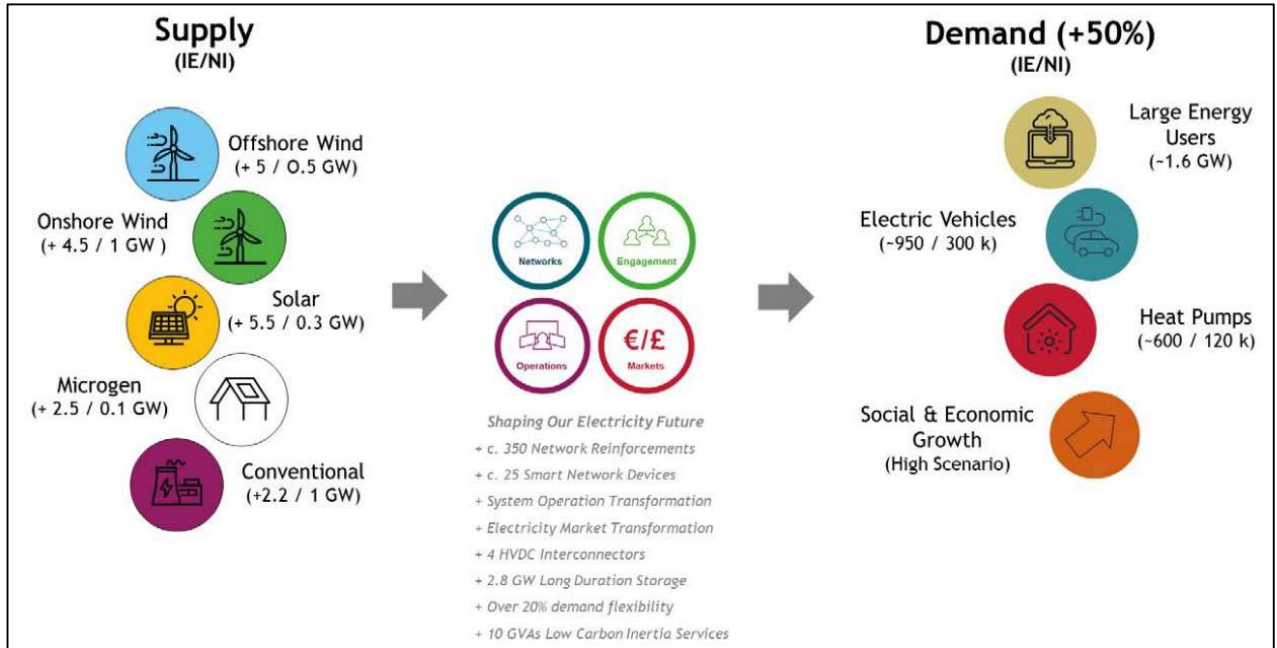 Supply
(IE/NI)
Offshore Wind
(+ 5 / 0.5 GW)
Onshore Wind
(+ 4.5 / 1 GW )
Solar
(+ 5.5 / 0.3 GW)
Microgen
(+ 2.5 / 0.1 GW)
Conventional
(+2.2 / 1 GW)
Networks
Engagement
Operations
€/£
Markets
Shaping Our Electricity Future
+ c. 350 Network Reinforcements
+ c. 25 Smart Network Devices
+ System Operation Transformation
+ Electricity Market Transformation
+ 4 HVDC Interconnectors
+ 2.8 GW Long Duration Storage
+ Over 20% demand flexibility
+ 10 GVAs Low Carbon Inertia Services
Demand (+50%)
(IE/NI)
Large Energy
Users
(~1.6 GW)
Electric Vehicles
(~950 / 300 k)
Heat Pumps
(~600 / 120 k)
Social & Economic
Growth
(High Scenario)